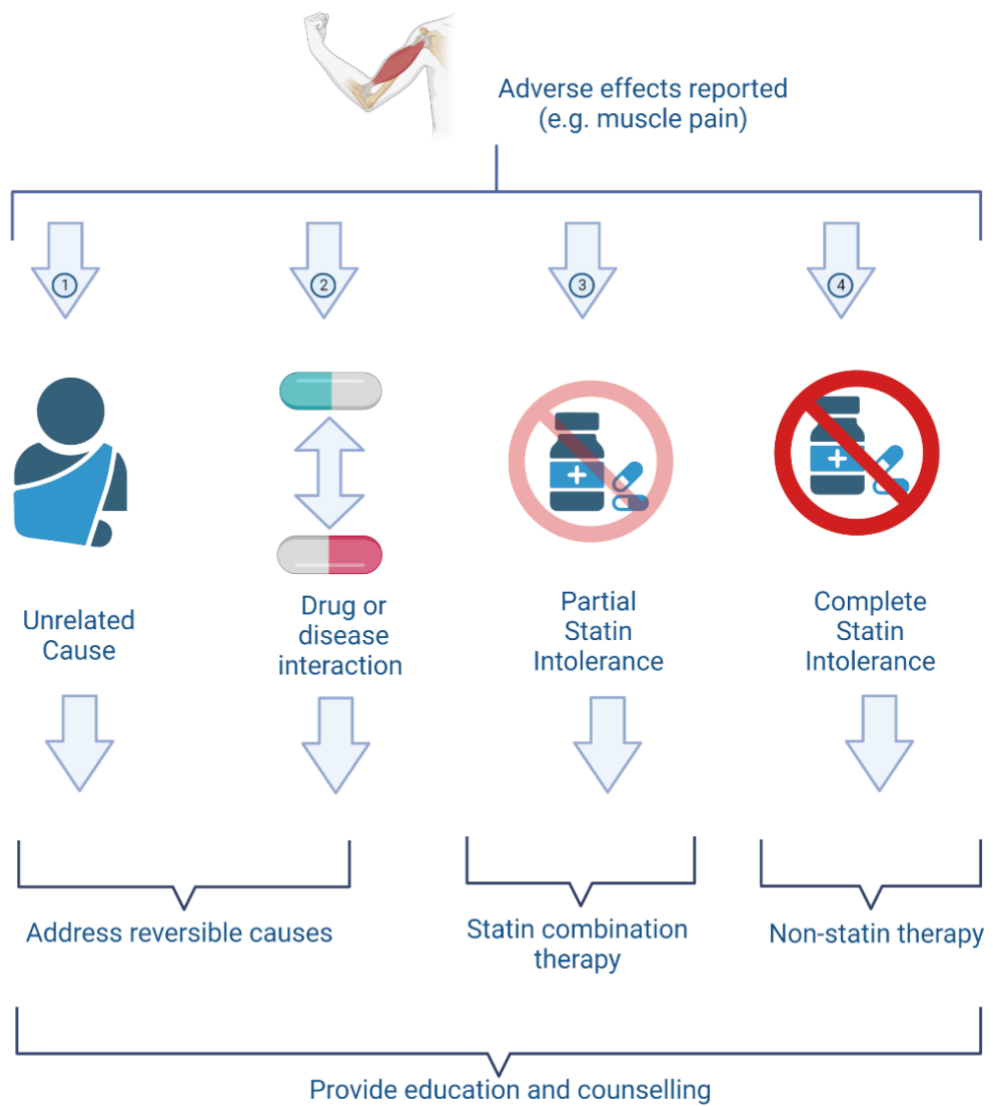 Adverse effects reported
(e.g. muscle pain)
1
2
3
4
Unrelated
Cause
Drug or
disease
interaction
Partial
Statin
Intolerance
Complete
Statin
Intolerance
Address reversible causes
Statin combination
therapy
Non-statin therapy
Provide education and counselling